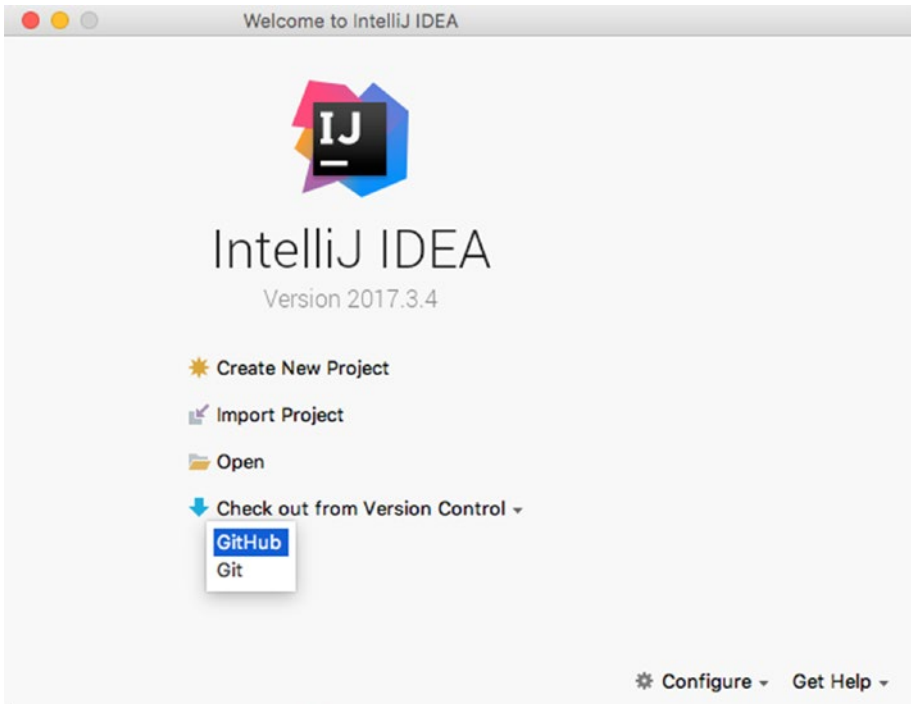 Welcome to IntelliJ IDEA
IJ
IntelliJ IDEA
Version 2017.3.4
Create New Project
Import Project
Open
Check out from Version Control
GitHub
Git
Configure
Get Help